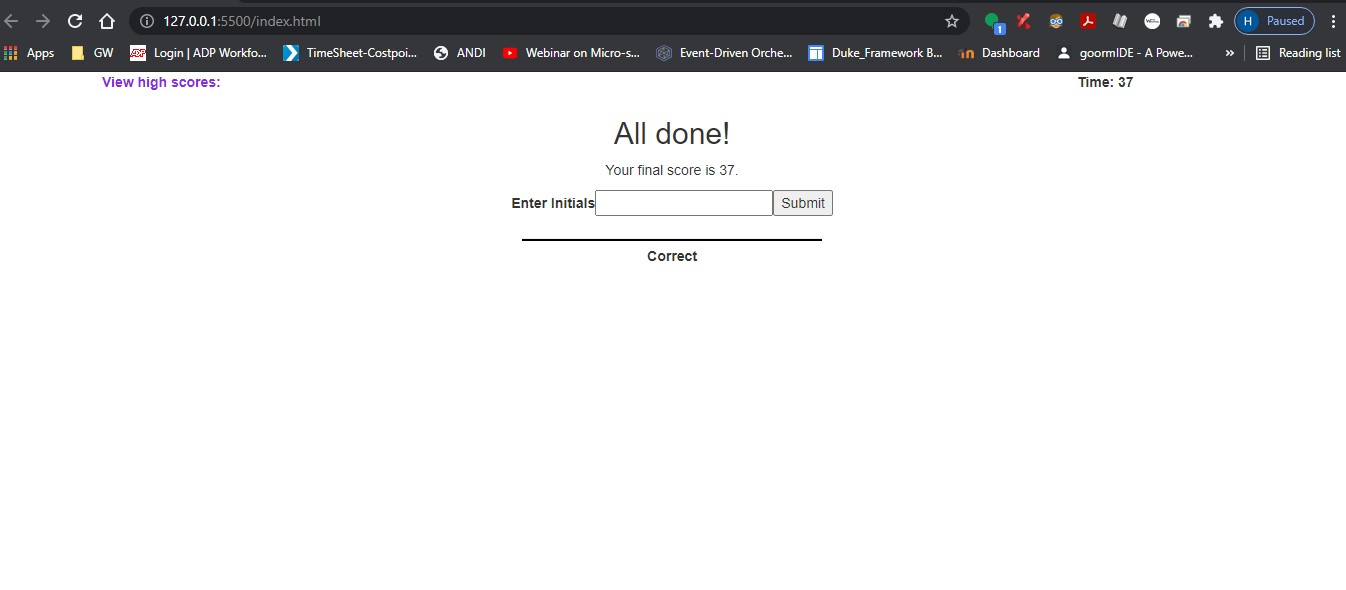 127.0.0.1:5500/index.html
1
H Paused
Apps GW ADP Login | ADP Workfo... TimeSheet-Costpoi... ANDI Webinar on Micro-s... Event-Driven Orche... Duke_Framework B... Dashboard goormIDE - A Powe... » Reading list
View high scores: Time: 37
All done!
Your final score is 37.
Enter Initials Submit
Correct